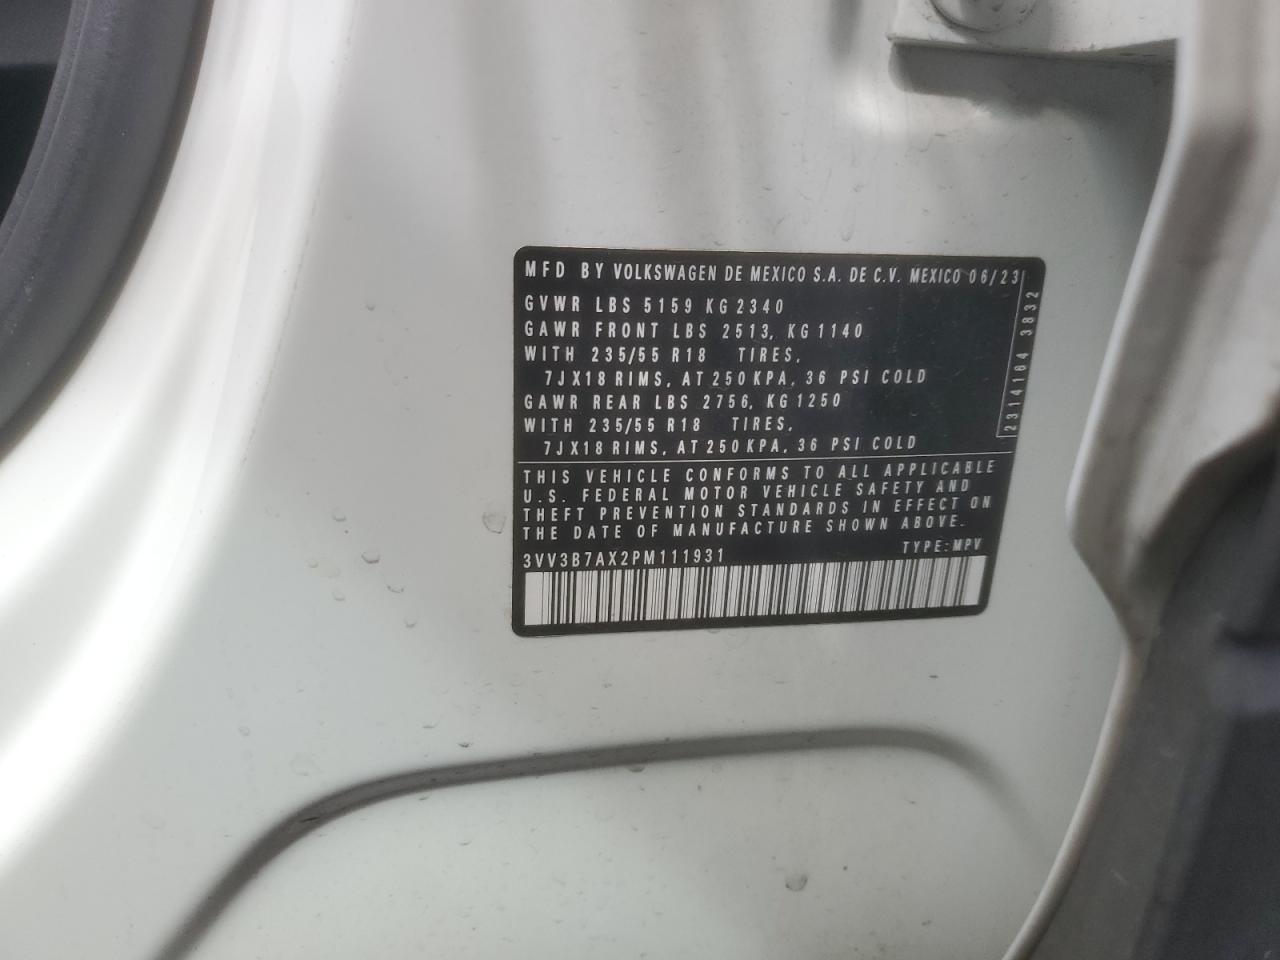 MFD BY VOLKSWAGEN DE MEXICO S.A. DE C.V. MEXICO 06/23
GVWR LBS 5159 KG 2340
GAWR FRONT LBS 2513, KG 1140
WITH 235/55 R18 TIRES,
7JX18 RIMS, AT 250 KPA, 36 PSI COLD
GAWR REAR LBS 2756, KG 1250
WITH 235/55 R18 TIRES,
7JX18 RIMS, AT 250 KPA, 36 PSI COLD
2314164 3832
THIS VEHICLE CONFORMS TO ALL APPLICABLE
U.S. FEDERAL MOTOR VEHICLE SAFETY AND
THEFT PREVENTION STANDARDS IN EFFECT ON
THE DATE OF MANUFACTURE SHOWN ABOVE.
3VV3B7AX2PM111931 TYPE: MPV